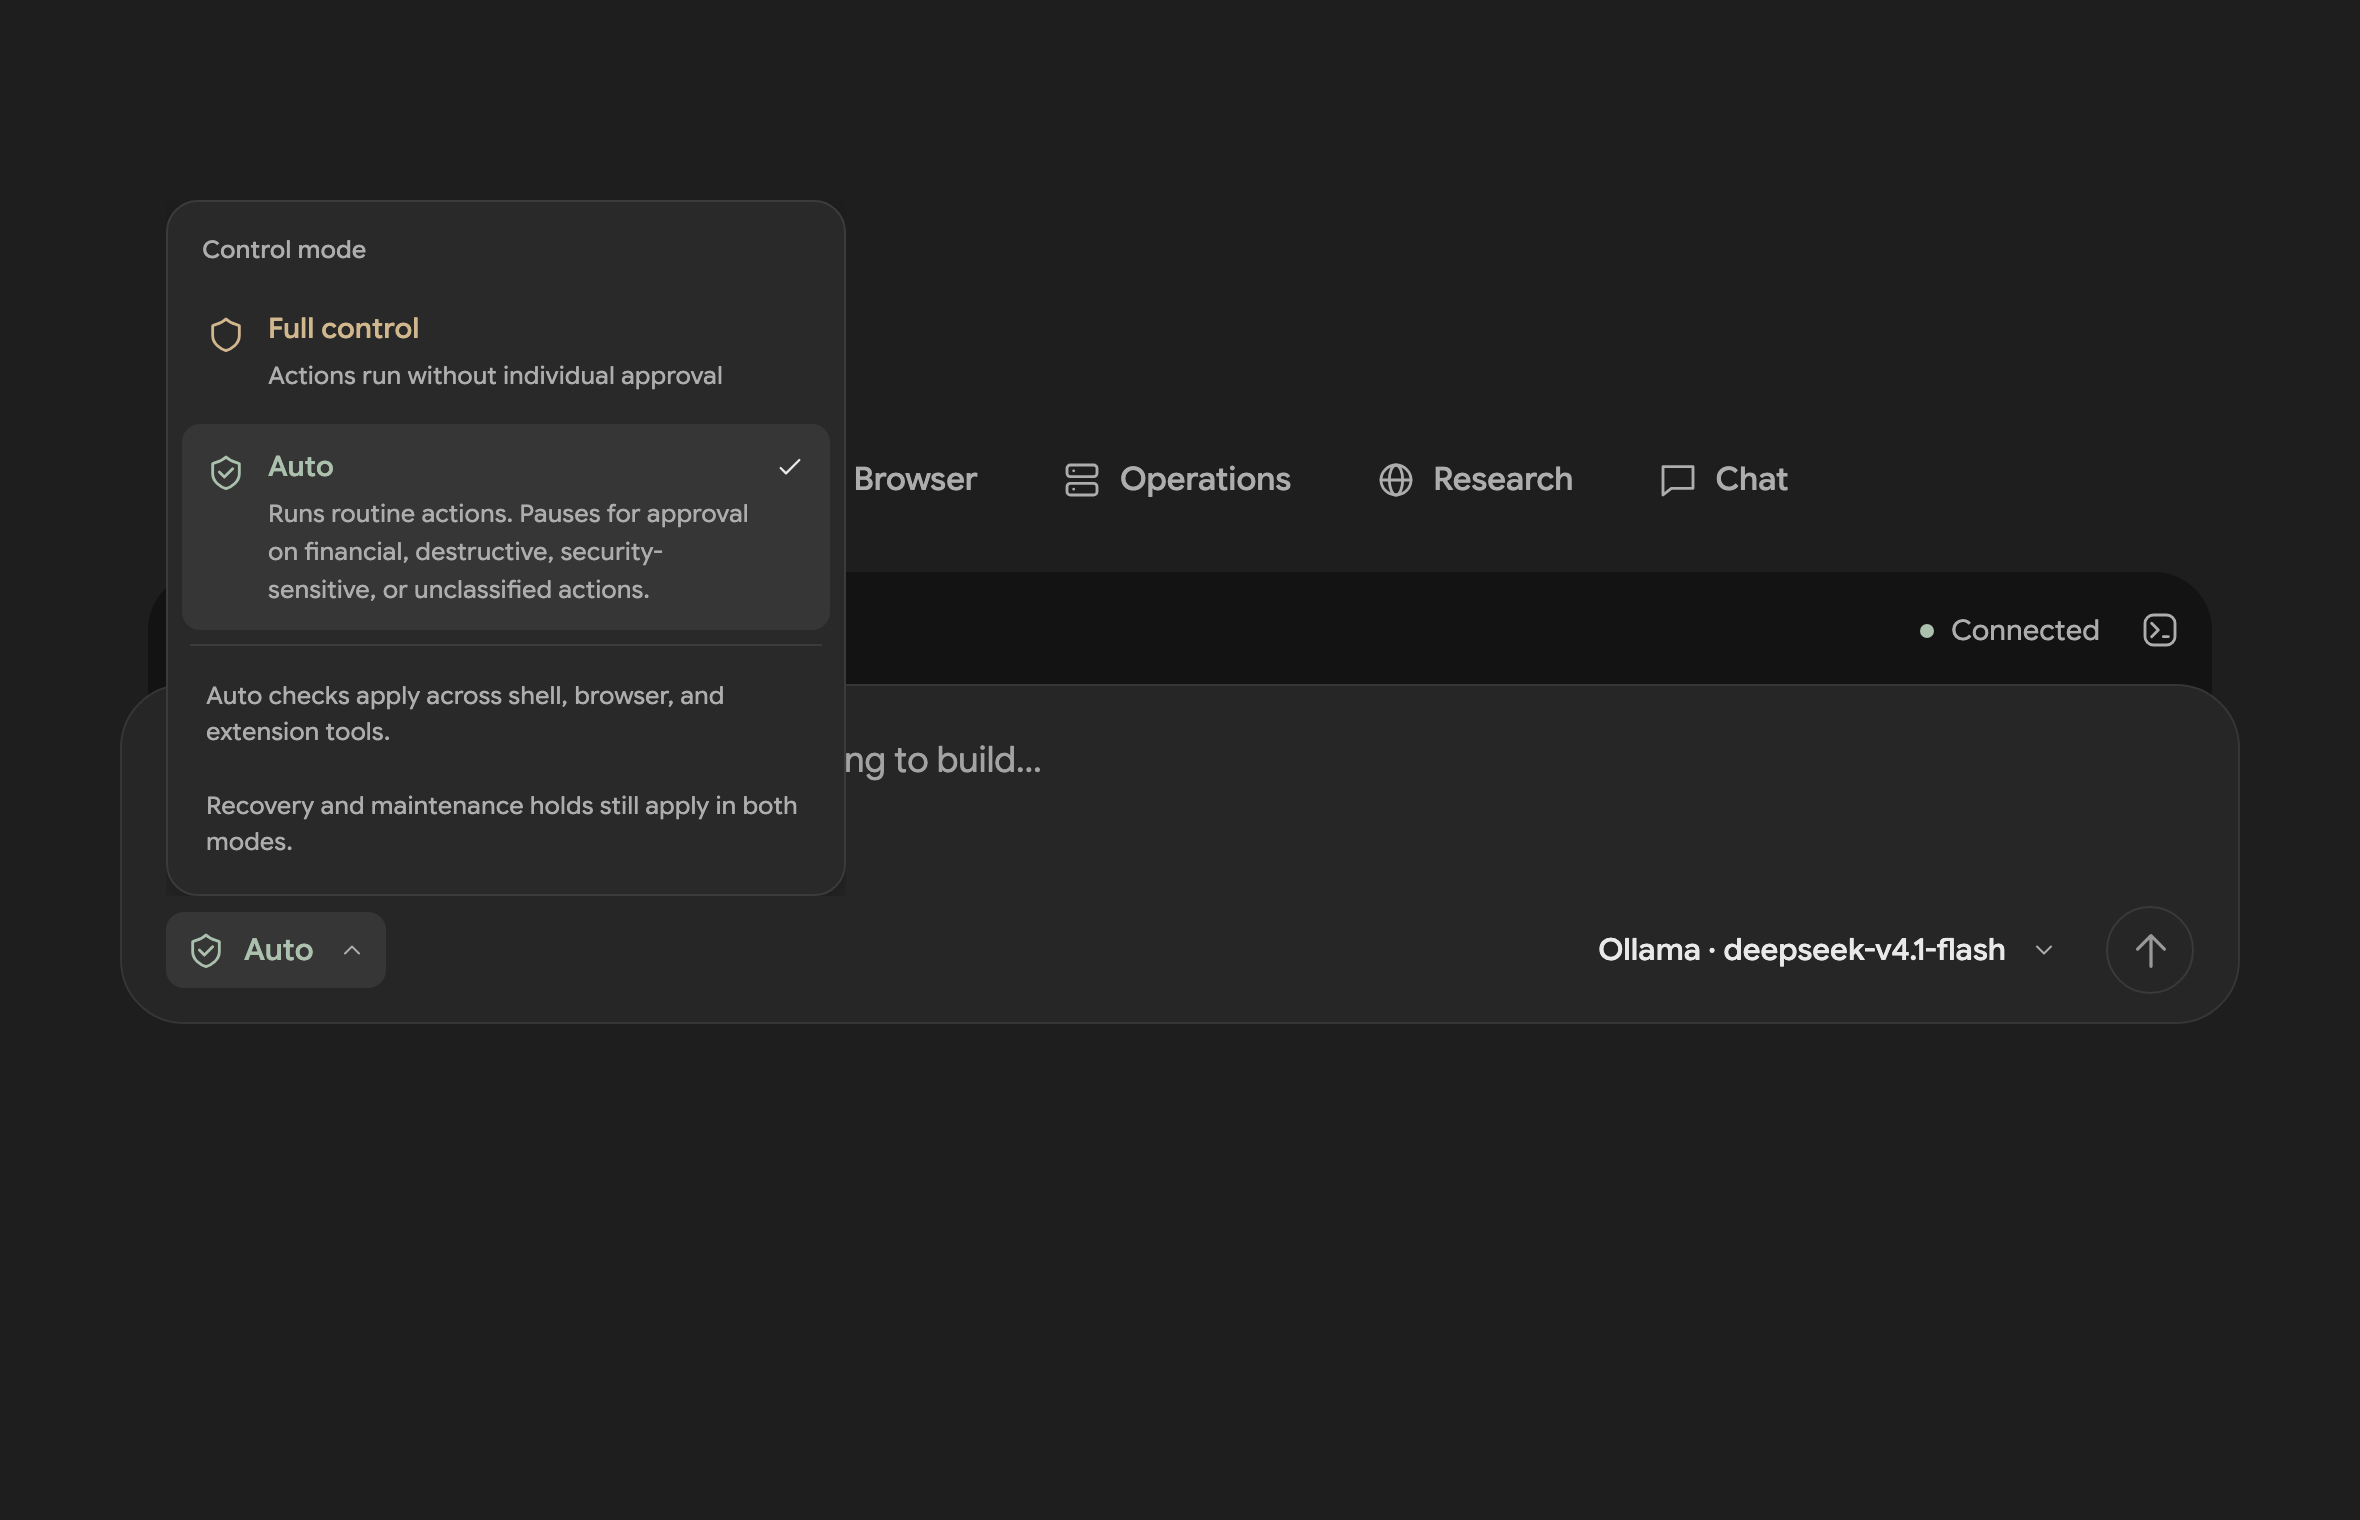 Control mode
Full control
Actions run without individual approval
Auto
Runs routine actions. Pauses for approval
on financial, destructive, security-
sensitive, or unclassified actions.
Auto checks apply across shell, browser, and
extension tools.
Recovery and maintenance holds still apply in both
modes.
Browser
Operations
Research
Chat
Connected
ng to build...
Auto
Ollama · deepseek-v4.1-flash